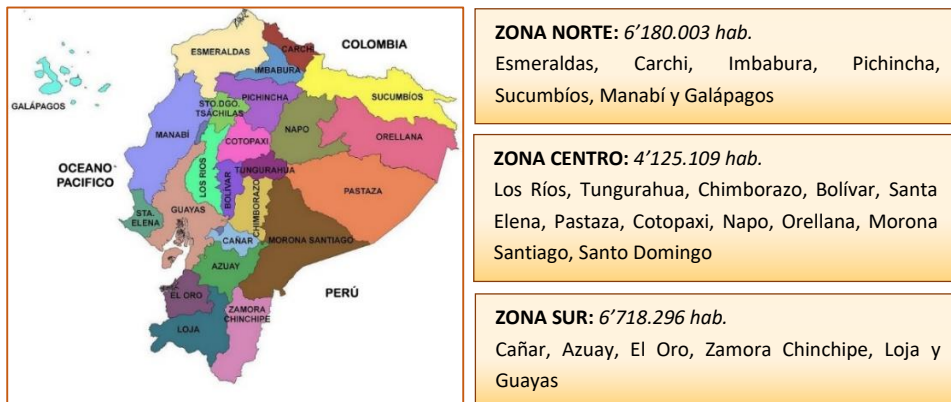 COLOMBIA
ESMERALDAS
CARCHI
IMBABURA
GALÁPAGOS
PICHINCHA
SUCUMBÍOS
STO.DGO.
TSÁCHILAS
MANABÍ
NAPO
ORELLANA
COTOPAXI
OCEANO
PACIFICO
LOS RIOS
TUNGURAHUA
BOLÍVAR
PASTAZA
STA.
ELENA
GUAYAS
CHIMBORAZO
CAÑAR
MORONA SANTIAGO
AZUAY
PERÚ
EL ORO
ZAMORA
CHINCHIPE
LOJA
ZONA NORTE: 6’180.003 hab.
Esmeraldas, Carchi, Imbabura, Pichincha,
Sucumbíos, Manabí y Galápagos
ZONA CENTRO: 4’125.109 hab.
Los Ríos, Tungurahua, Chimborazo, Bolívar, Santa
Elena, Pastaza, Cotopaxi, Napo, Orellana, Morona
Santiago, Santo Domingo
ZONA SUR: 6’718.296 hab.
Cañar, Azuay, El Oro, Zamora Chinchipe, Loja y
Guayas